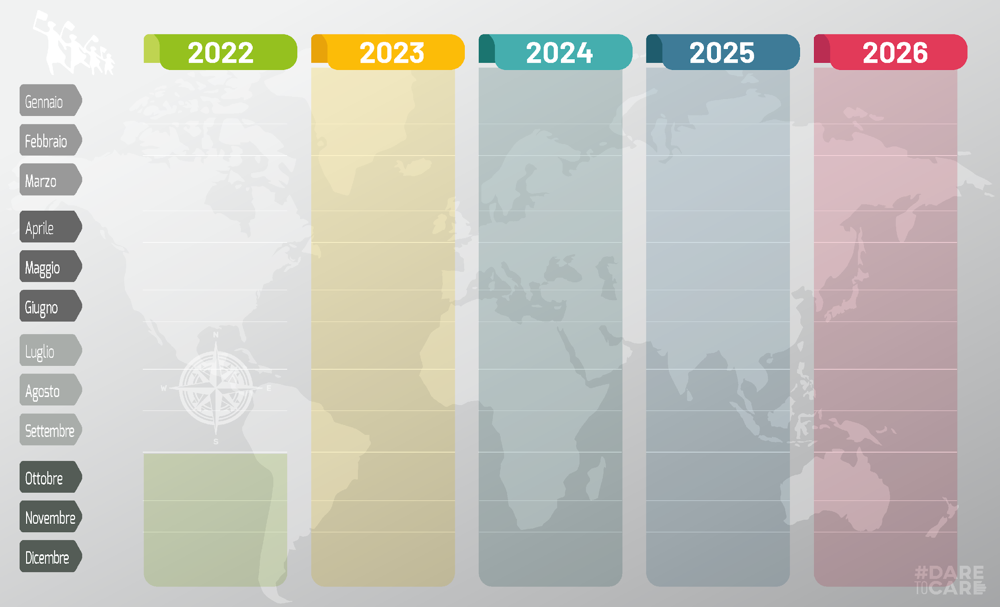 2022 2023 2024 2025 2026
Gennaio
Febbraio
Marzo
Aprile
Maggio
Giugno
N
Luglio
W E
Agosto
Settembre
S
Ottobre
Novembre
Dicembre
#DARE
TO CARE